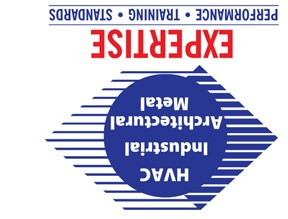 HVAC
Industrial
Architectural
Metal
EXPERTISE
PERFORMANCE • TRAINING • STANDARDS